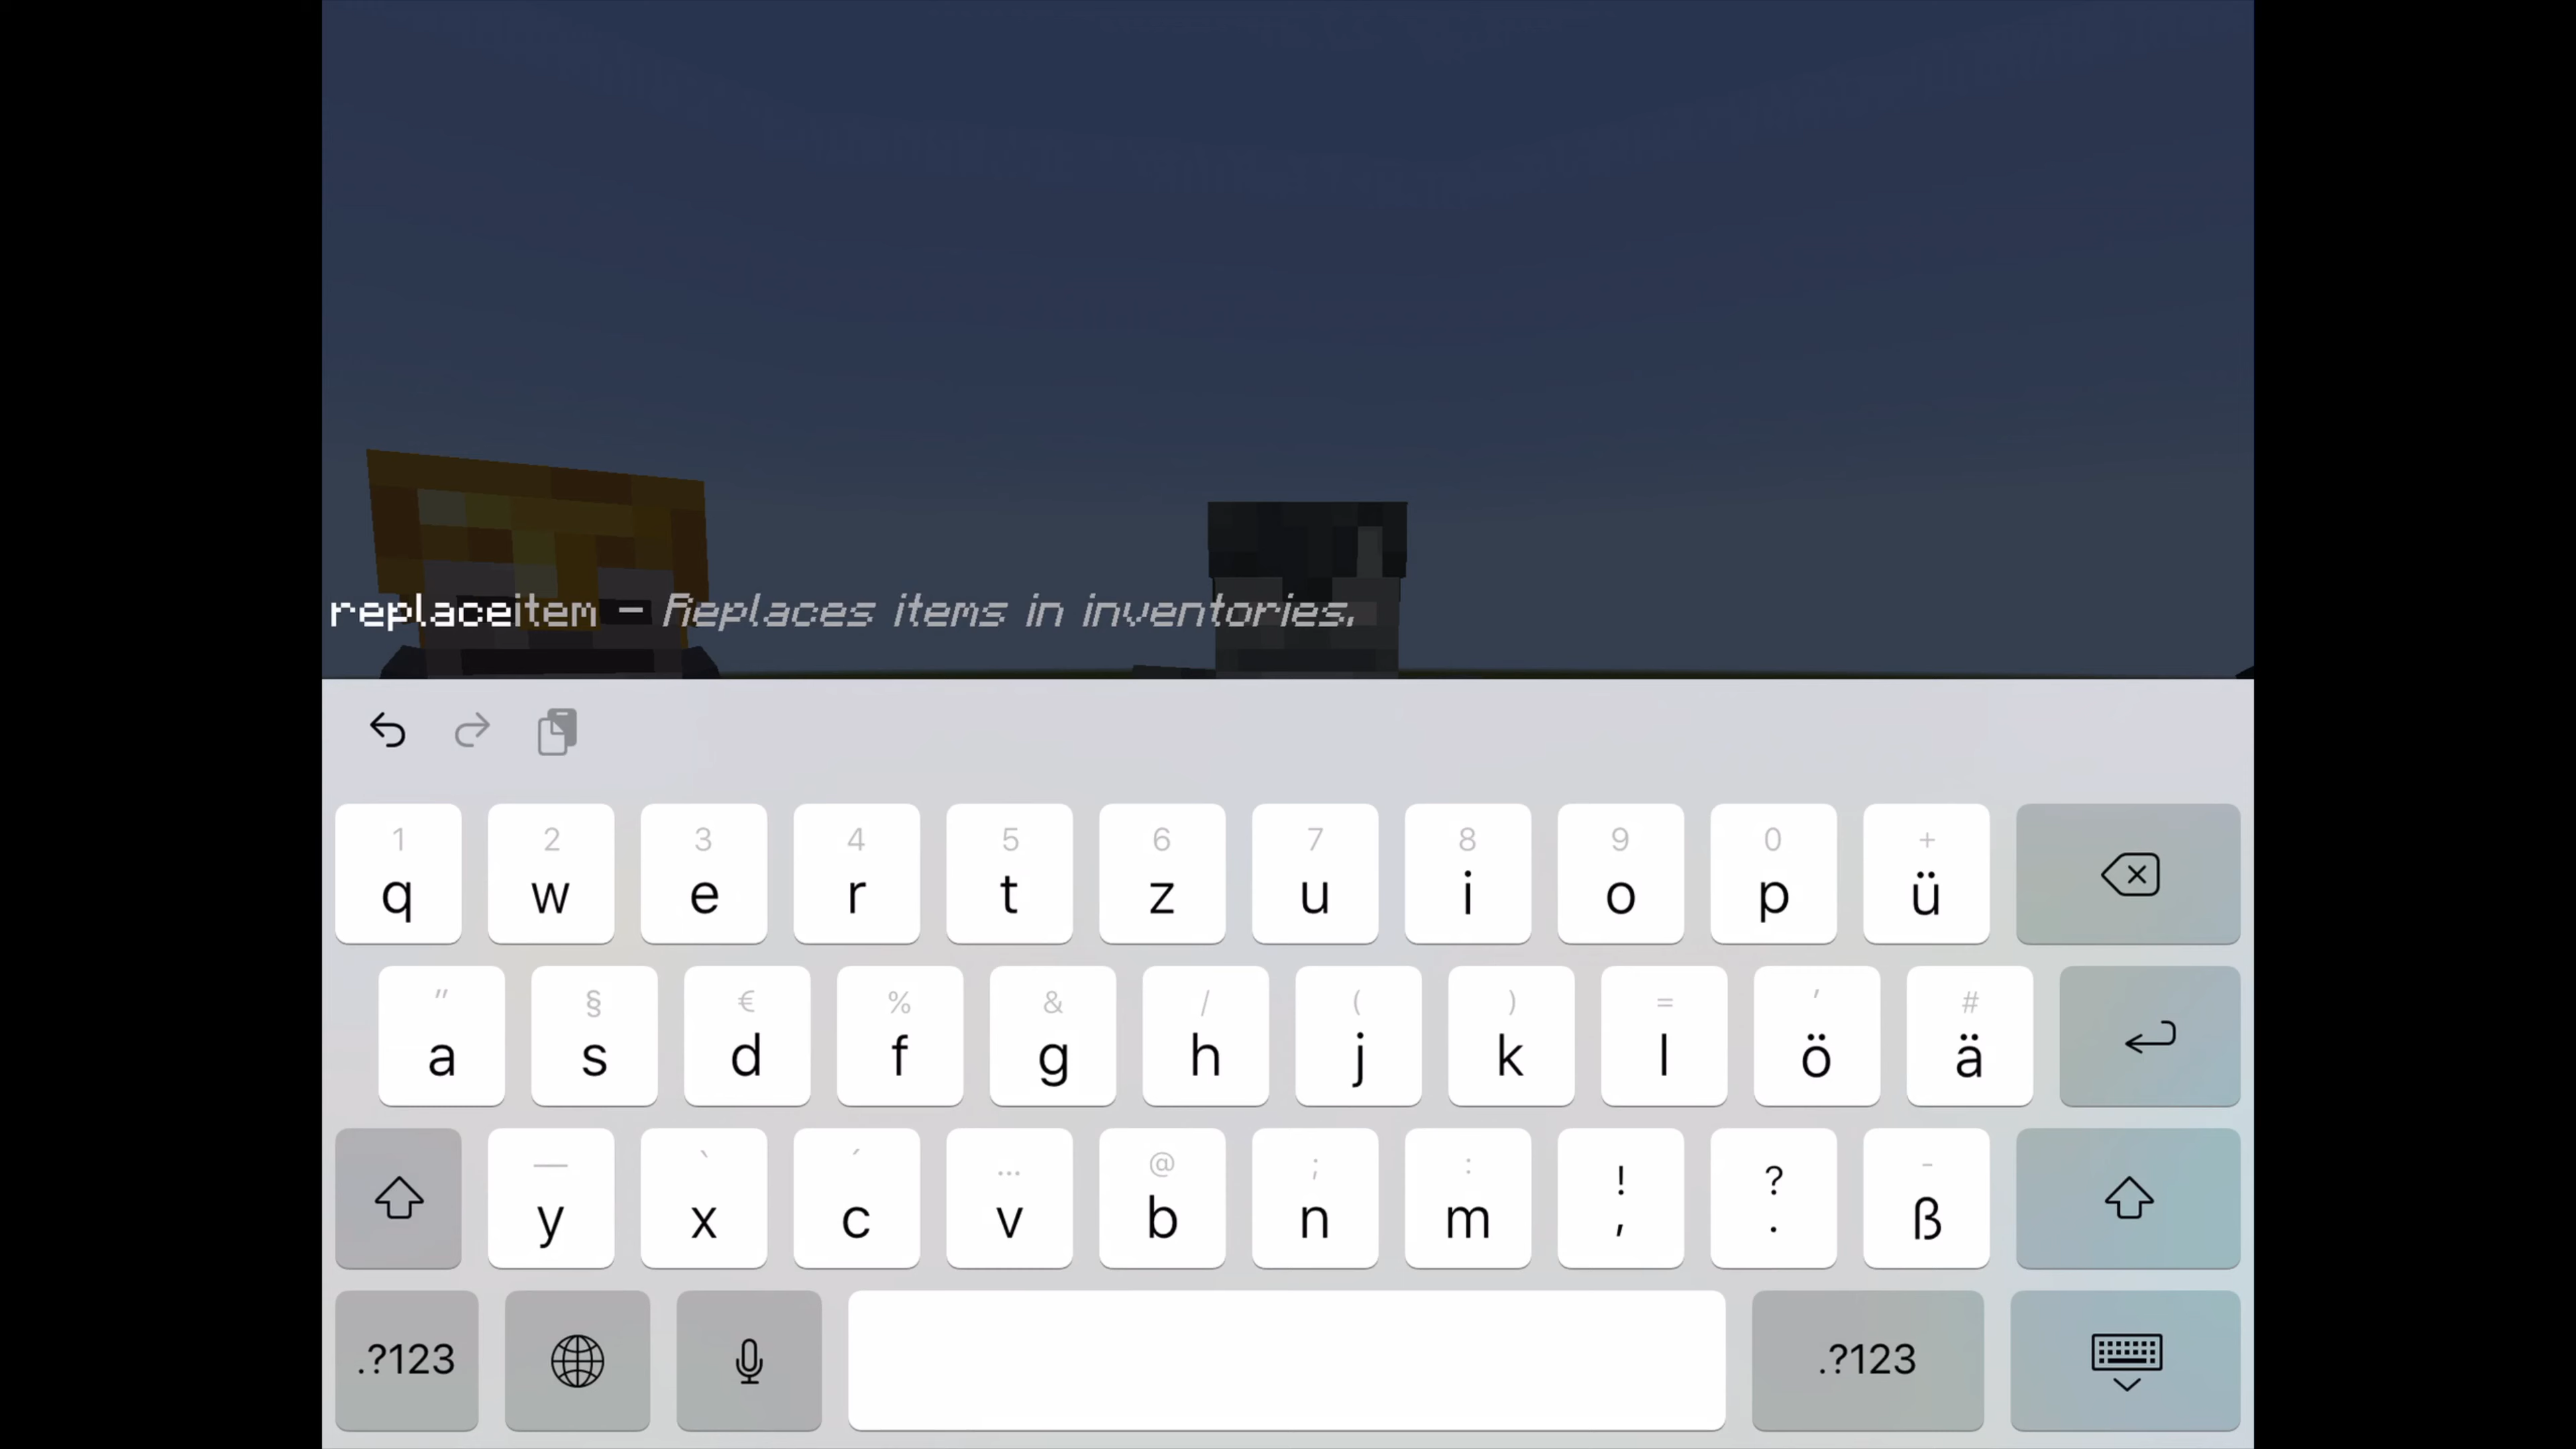 replaceitem - Replaces items in inventories.
1 2 3 4 5 6 7 8 9 0 +
q w e r t z u i o p ü
" § € % & / ( ) = ' #
a s d f g h j k l ö ä
— ` ´ … @ ; : ! ? -
y x c v b n m , . ß
.?123 .?123